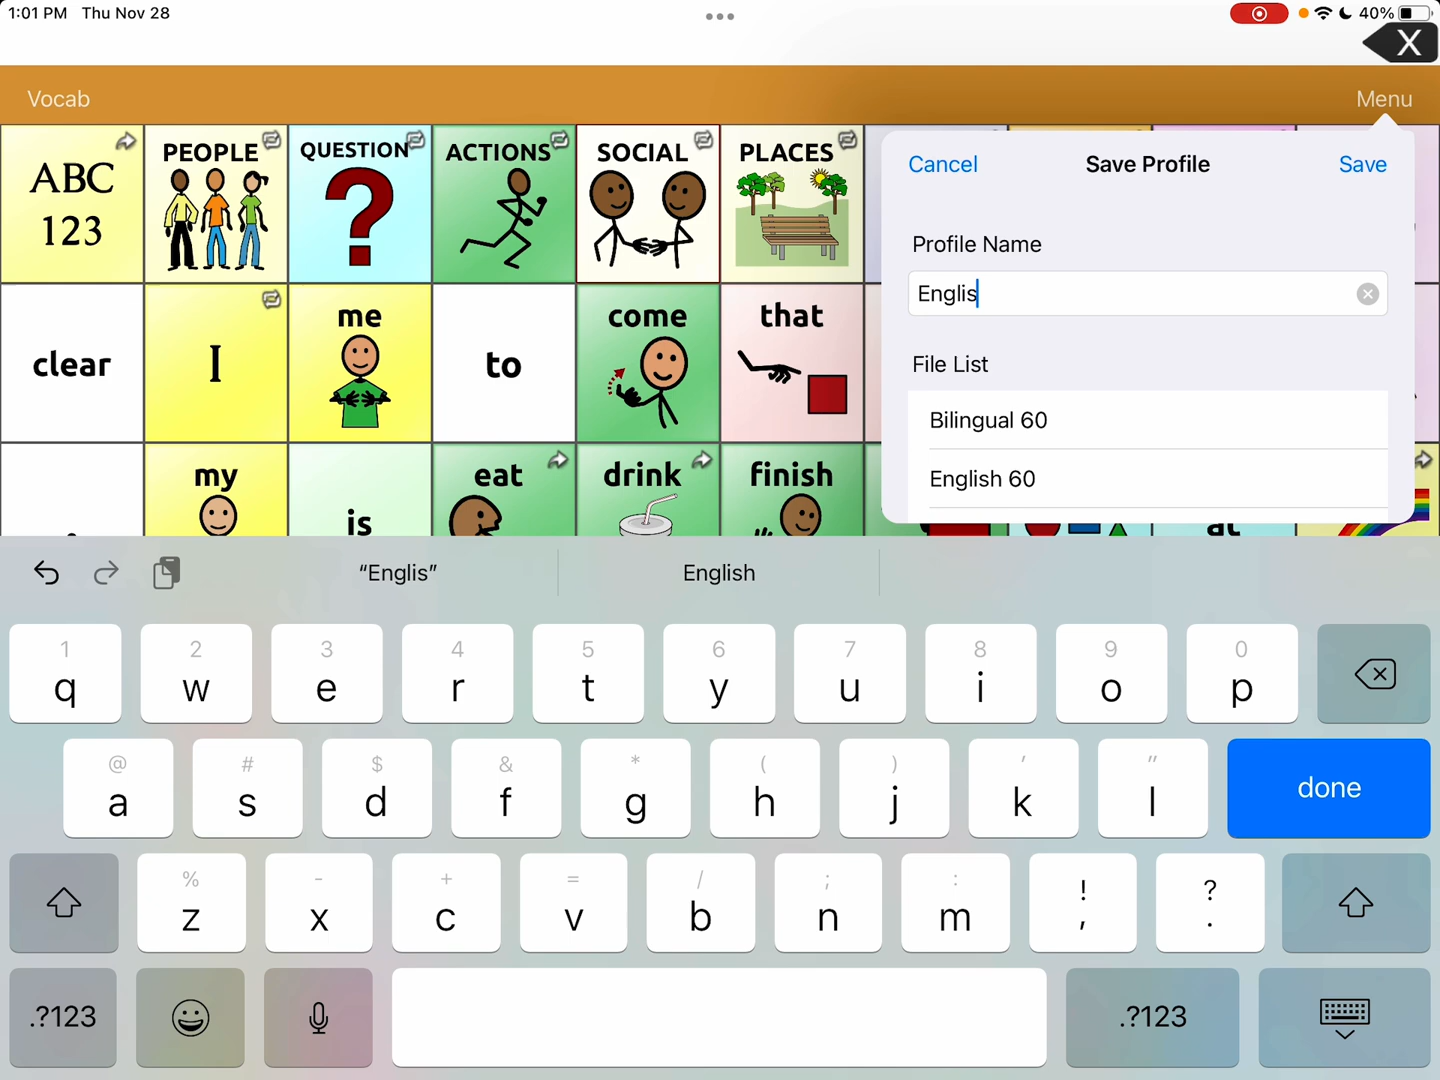 1:01 PM Thu Nov 28
40%
X
Vocab
Menu
ABC
123
PEOPLE
QUESTION
?
ACTIONS
SOCIAL
PLACES
Cancel
Save Profile
Save
Profile Name
Englis
File List
Bilingual 60
English 60
clear
I
me
to
come
that
my
is
eat
drink
finish
at
“Englis”
English
1 2 3 4 5 6 7 8 9 0
q w e r t y u i o p
@ # $ & * ( ) ' "
a s d f g h j k l
done
% - + = / ; : ! ?
z x c v b n m , .
.?123
.?123